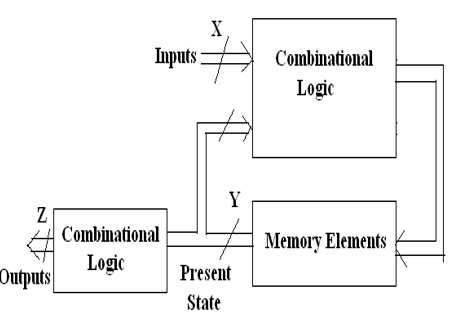 X
Inputs
Combinational
Logic
Y
Z
Combinational
Logic
Memory Elements
Outputs
Present
State